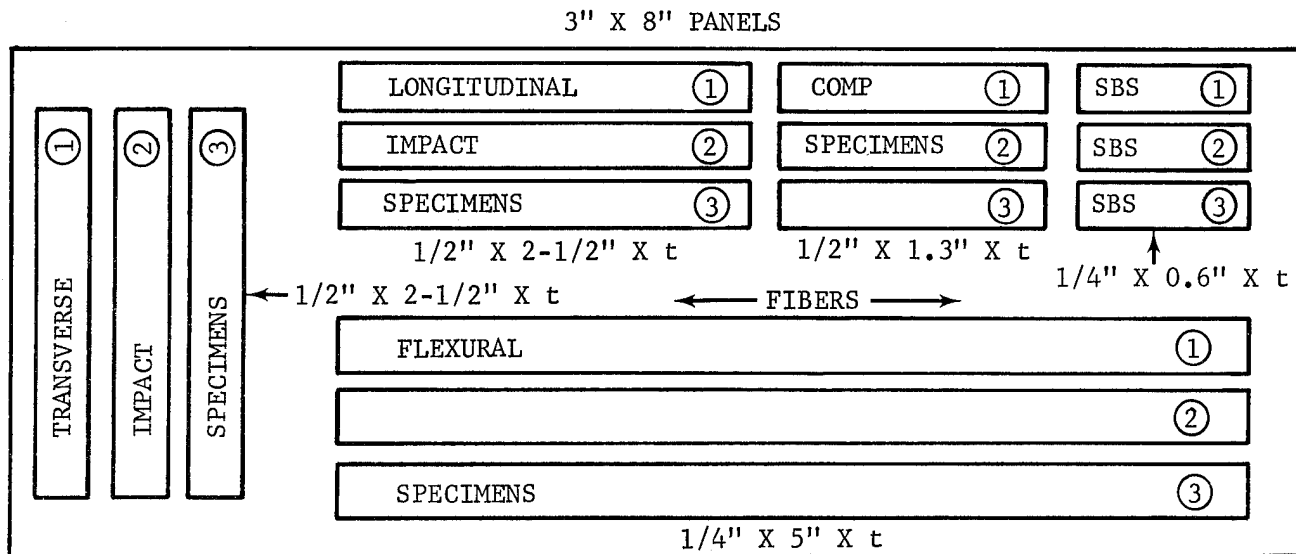 3" X 8" PANELS
LONGITUDINAL 1
COMP 1
SBS 1
IMPACT 2
SPECIMENS 2
SBS 2
SPECIMENS 3
3
SBS 3
1/2" X 2-1/2" X t
1/2" X 1.3" X t
1/4" X 0.6" X t
1 TRANSVERSE
2 IMPACT
3 SPECIMENS
1/2" X 2-1/2" X t
FIBERS
FLEXURAL 1
2
SPECIMENS 3
1/4" X 5" X t